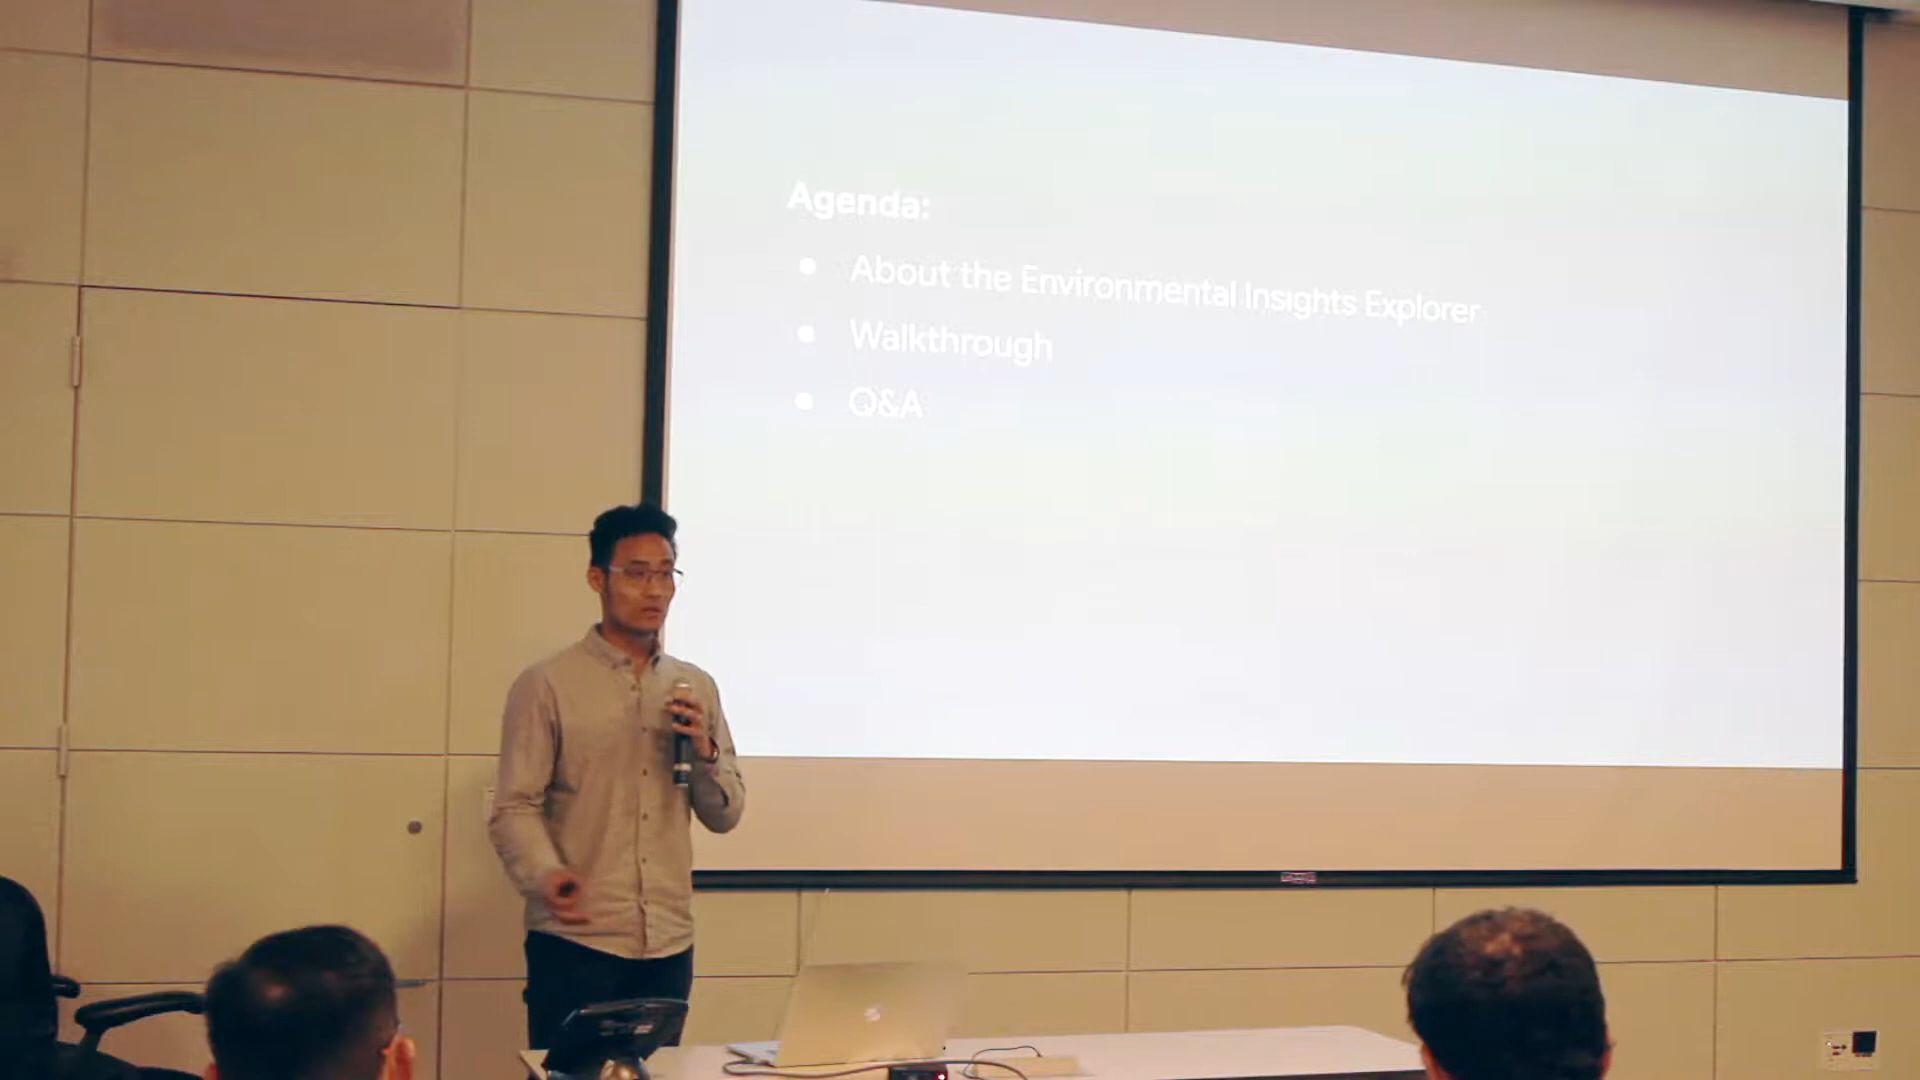 Agenda:
● About the Environmental Insights Explorer
● Walkthrough
● Q&A